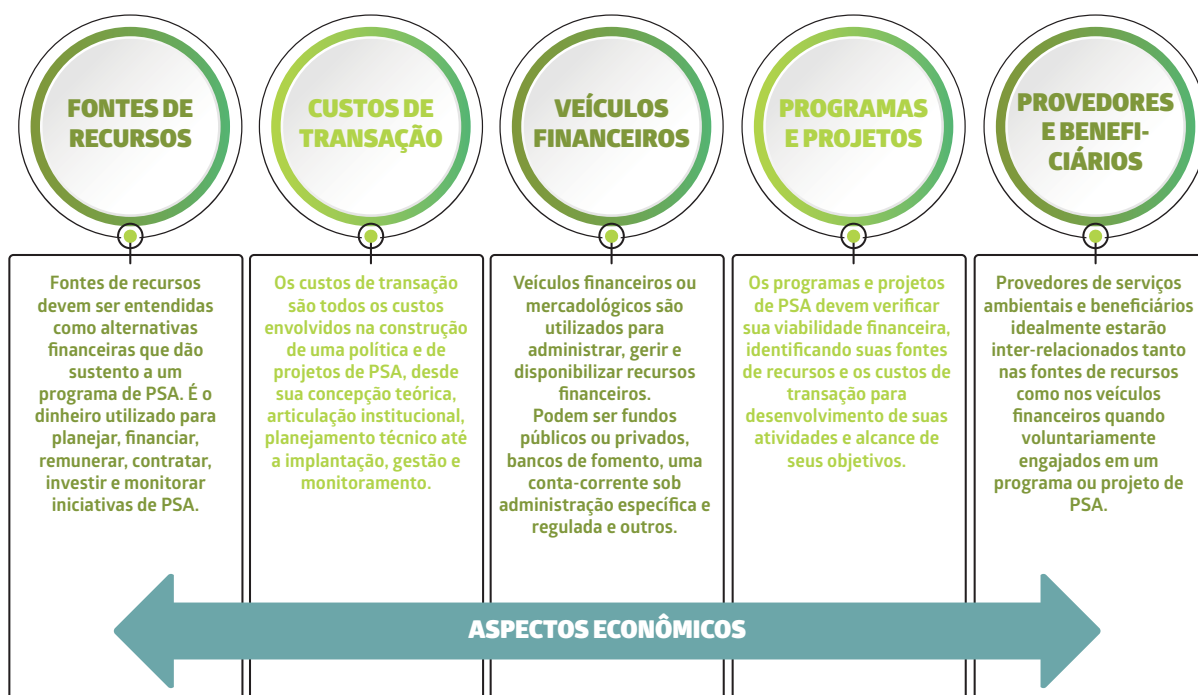 FONTES DE
RECURSOS
Fontes de recursos
devem ser entendidas
como alternativas
financeiras que dão
sustento a um
programa de PSA. É o
dinheiro utilizado para
planejar, financiar,
remunerar, contratar,
investir e monitorar
iniciativas de PSA.
CUSTOS DE
TRANSAÇÃO
Os custos de transação
são todos os custos
envolvidos na construção
de uma política e de
projetos de PSA, desde
sua concepção teórica,
articulação institucional,
planejamento técnico até
a implantação, gestão e
monitoramento.
VEÍCULOS
FINANCEIROS
Veículos financeiros ou
mercadológicos são
utilizados para
administrar, gerir e
disponibilizar recursos
financeiros.
Podem ser fundos
públicos ou privados,
bancos de fomento, uma
conta-corrente sob
administração específica e
regulada e outros.
PROGRAMAS
E PROJETOS
Os programas e projetos
de PSA devem verificar
sua viabilidade financeira,
identificando suas fontes
de recursos e os custos de
transação para
desenvolvimento de suas
atividades e alcance de
seus objetivos.
PROVEDORES
E BENEFI-
CIÁRIOS
Provedores de serviços
ambientais e beneficiários
idealmente estarão
inter-relacionados tanto
nas fontes de recursos
como nos veículos
financeiros quando
voluntariamente
engajados em um
programa ou projeto de
PSA.
ASPECTOS ECONÔMICOS